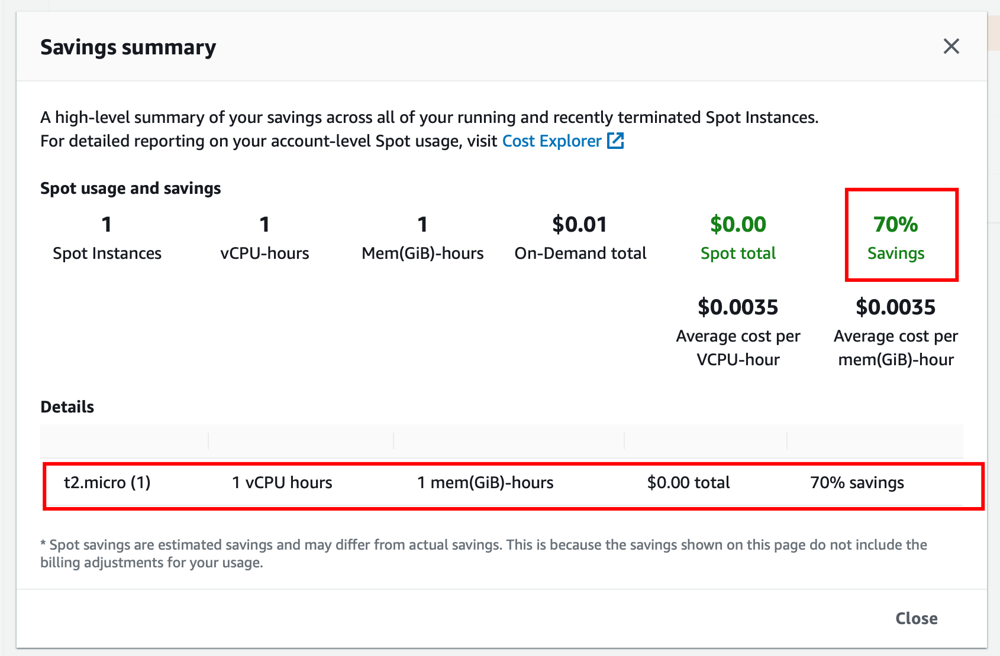 Savings summary
A high-level summary of your savings across all of your running and recently terminated Spot Instances.
For detailed reporting on your account-level Spot usage, visit Cost Explorer
Spot usage and savings
1 1 1 $0.01 $0.00 70%
Spot Instances vCPU-hours Mem(GiB)-hours On-Demand total Spot total Savings
$0.0035 $0.0035
Average cost per Average cost per
VCPU-hour mem(GiB)-hour
Details
t2.micro (1) 1 vCPU hours 1 mem(GiB)-hours $0.00 total 70% savings
* Spot savings are estimated savings and may differ from actual savings. This is because the savings shown on this page do not include the
billing adjustments for your usage.
Close